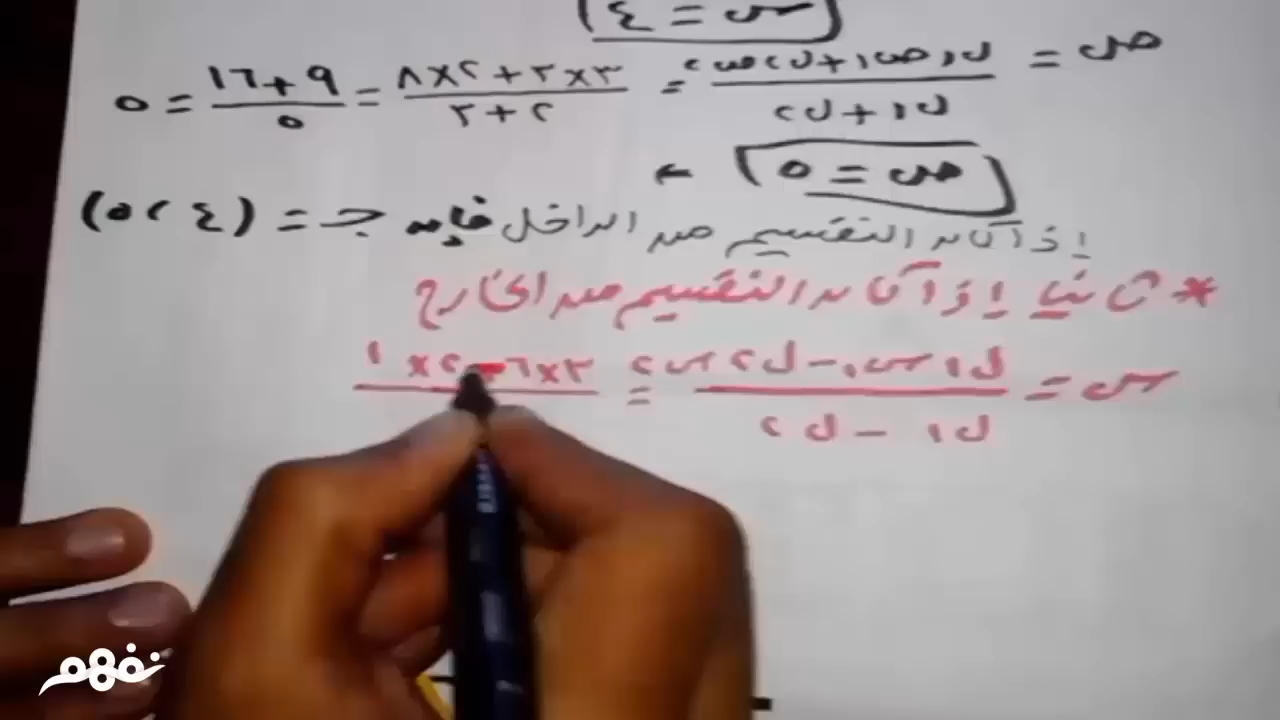 س = ٤
ص = ل١ ص١ + ل٢ ص٢ / ل١ + ل٢ = ٣×٣ + ٢×٨ / ٣ + ٢ = ٩ + ١٦ / ٥ = ٥
ص = ٥ ←
إذا كان التقسيم من الداخل فإن جـ = (٤ ، ٥)
* ثانيا إذا كان التقسيم من الخارج
س = ل١ س١ - ل٢ س٢ / ل١ - ل٢ = ٣×٦ - ٢×١
نفهم